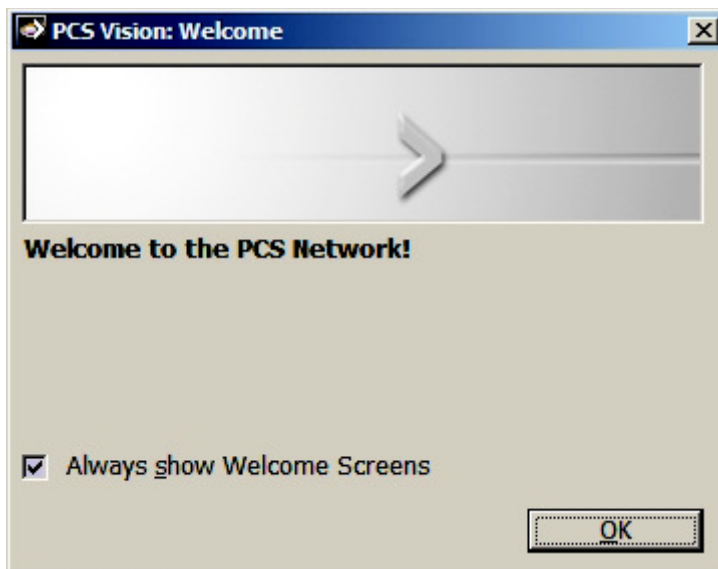 PCS Vision: Welcome
Welcome to the PCS Network!
Always show Welcome Screens
OK